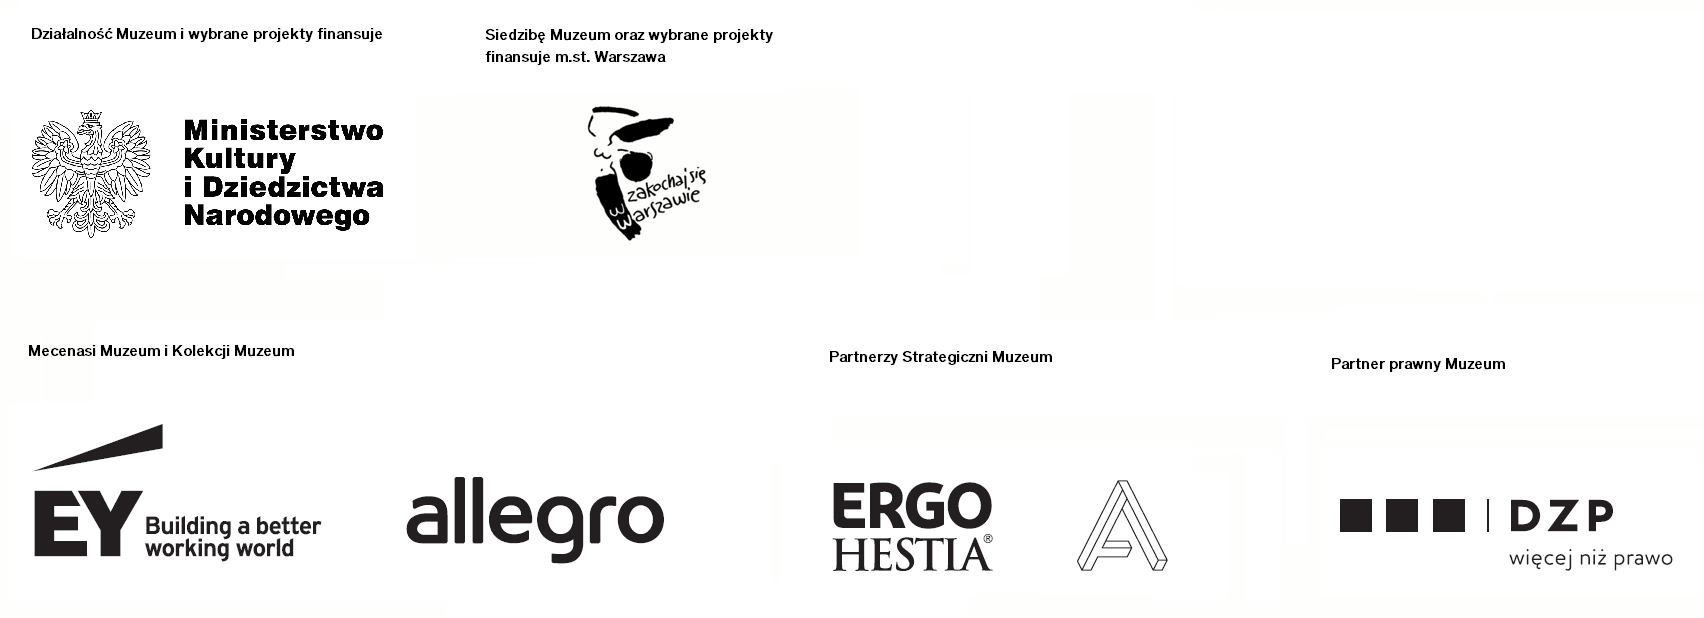 Działalność Muzeum i wybrane projekty finansuje
Siedzibę Muzeum oraz wybrane projekty
finansuje m.st. Warszawa
Ministerstwo
Kultury
i Dziedzictwa
Narodowego
zakochaj się
w warszawie
Mecenasi Muzeum i Kolekcji Muzeum
Partnerzy Strategiczni Muzeum
Partner prawny Muzeum
EY
Building a better
working world
allegro
ERGO
HESTIA®
A
DZP
więcej niż prawo